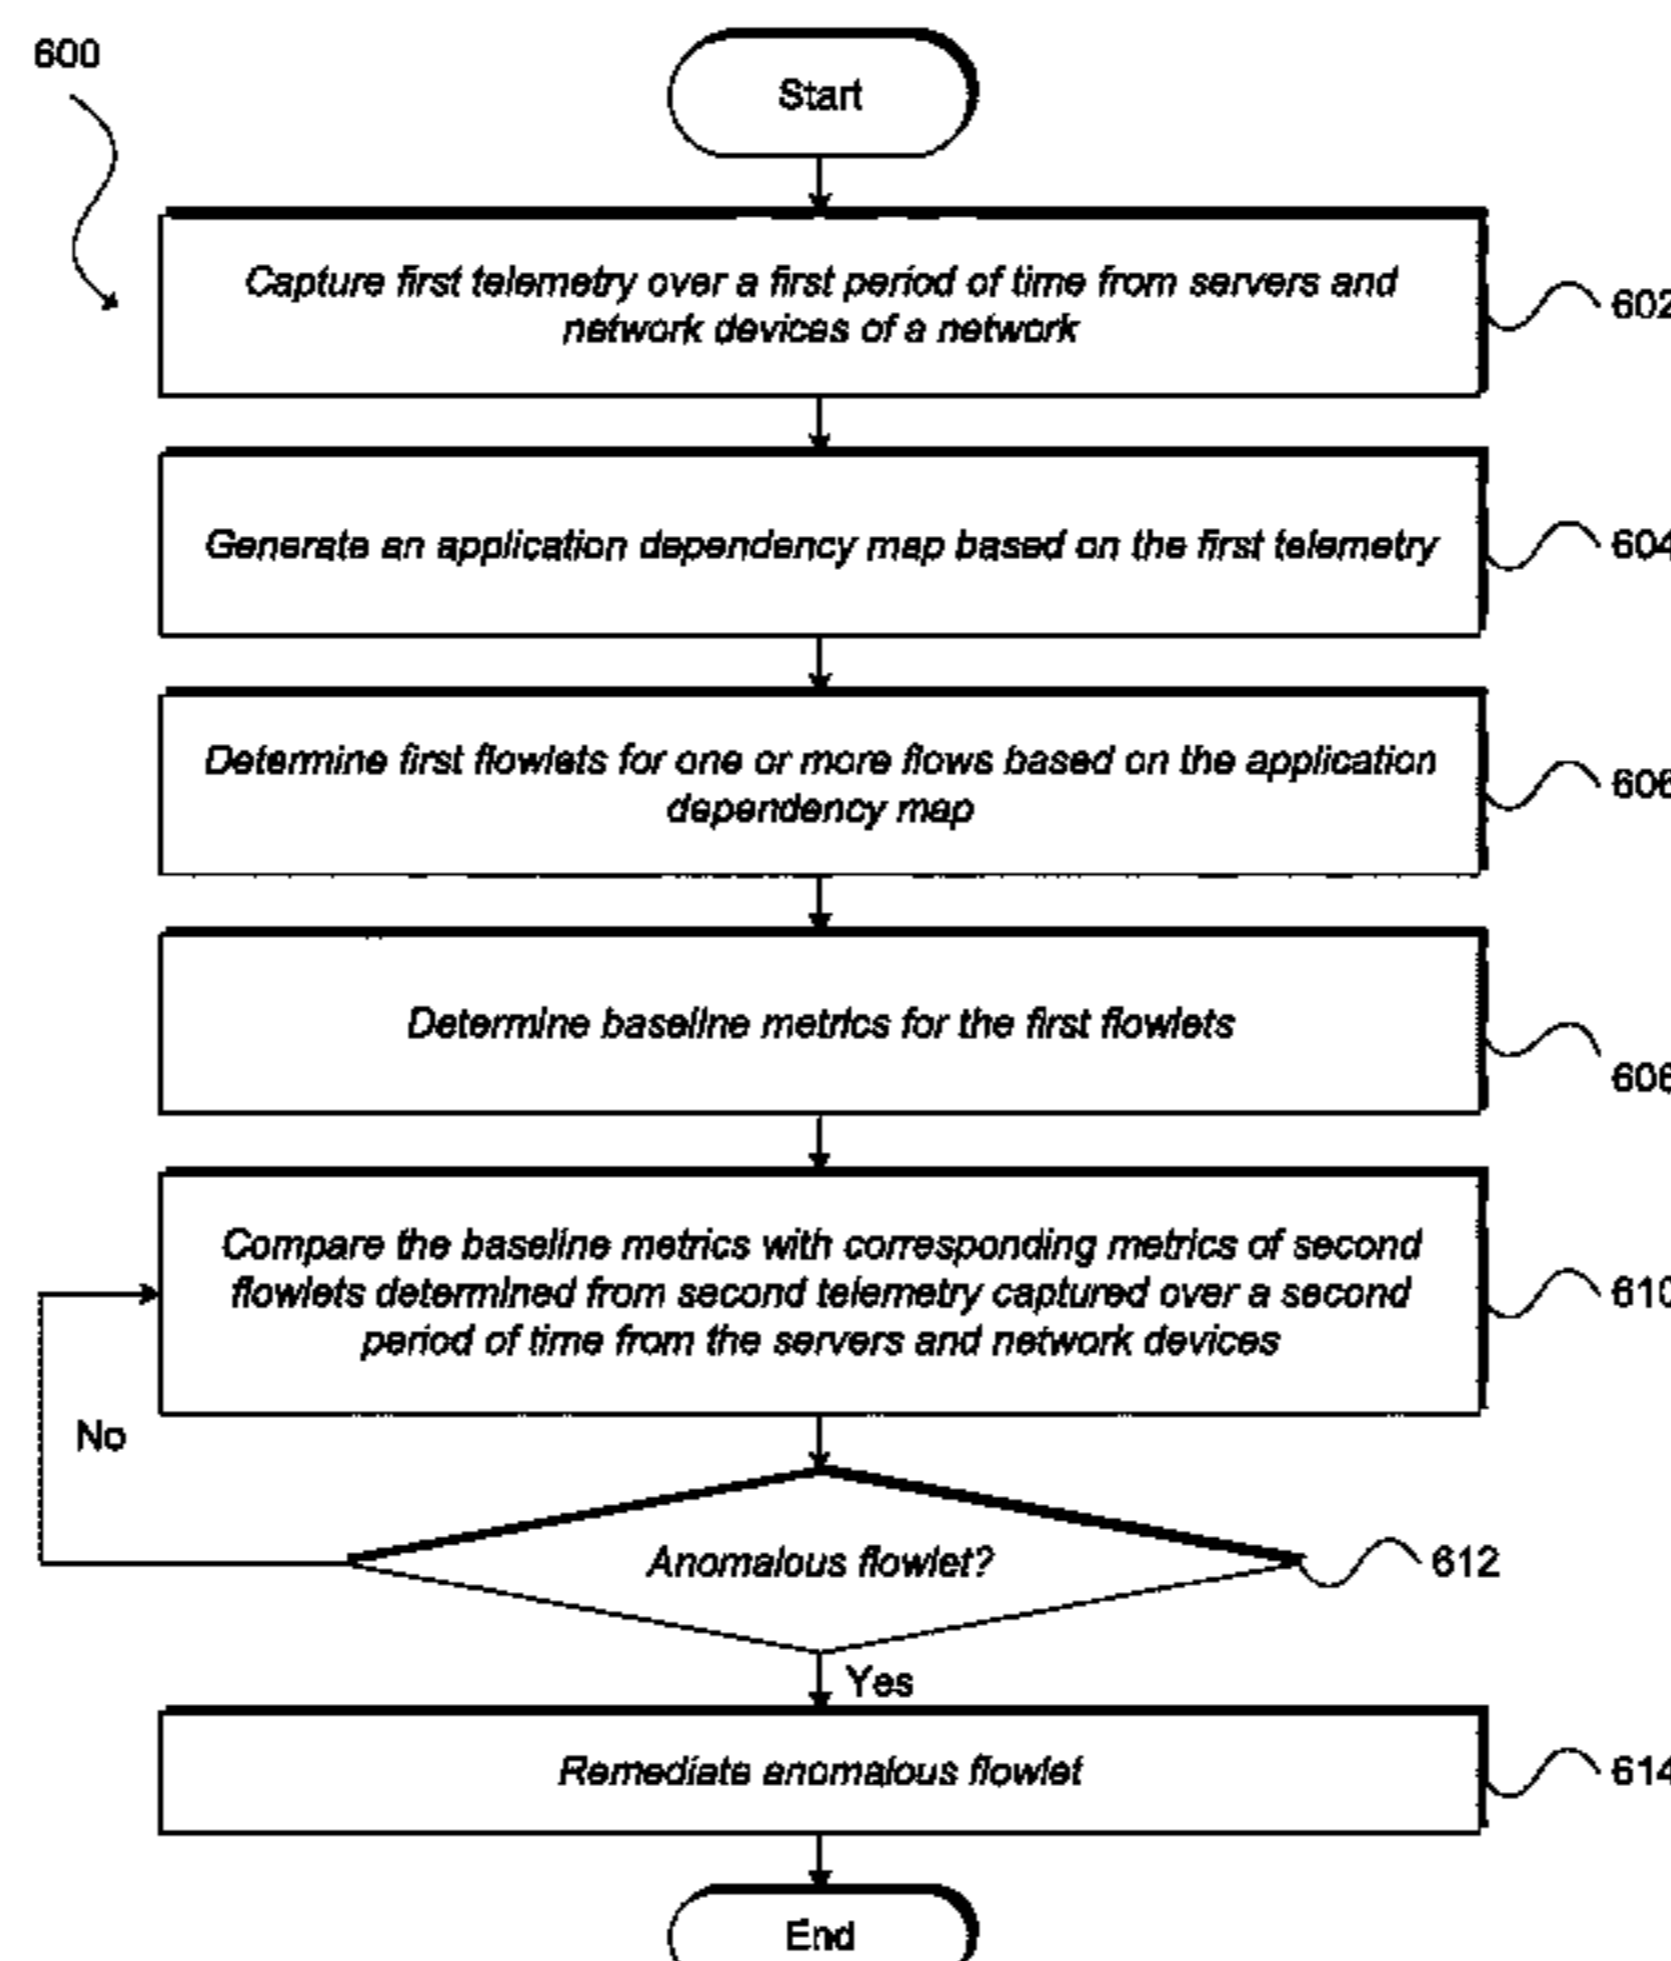 600
Start
Capture first telemetry over a first period of time from servers and
network devices of a network
602
Generate an application dependency map based on the first telemetry
604
Determine first flowlets for one or more flows based on the application
dependency map
606
Determine baseline metrics for the first flowlets
Compare the baseline metrics with corresponding metrics of second
flowlets determined from second telemetry captured over a second
period of time from the servers and network devices
610
No
Anomalous flowlet?
612
Yes
Remediate anomalous flowlet
614
End